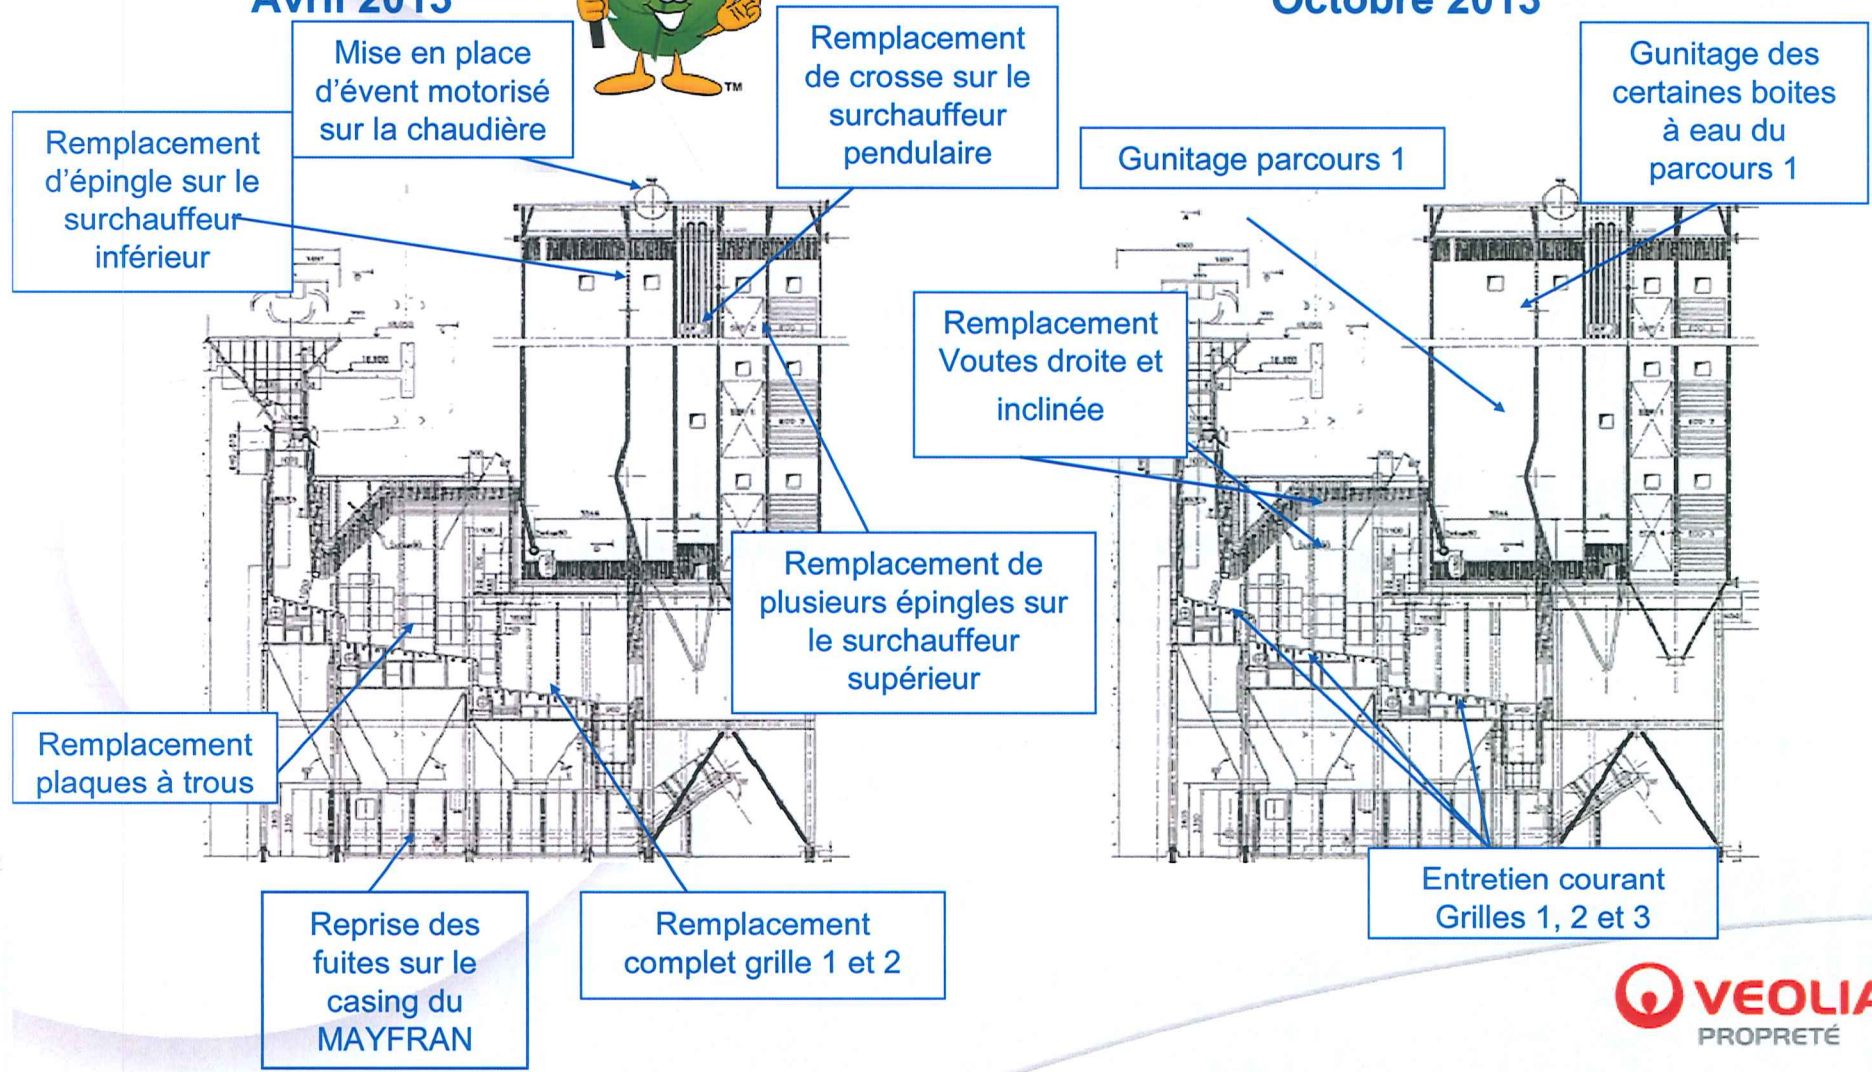 Avril 2013
Octobre 2013
TM
Mise en place
d'évent motorisé
sur la chaudière
Remplacement
de crosse sur le
surchauffeur
pendulaire
Gunitage des
certaines boites
à eau du
parcours 1
Remplacement
d'épingle sur le
surchauffeur
inférieur
Gunitage parcours 1
Remplacement
Voutes droite et
inclinée
Remplacement de
plusieurs épingles sur
le surchauffeur
supérieur
Remplacement
plaques à trous
Reprise des
fuites sur le
casing du
MAYFRAN
Remplacement
complet grille 1 et 2
Entretien courant
Grilles 1, 2 et 3
VEOLIA
PROPRETÉ